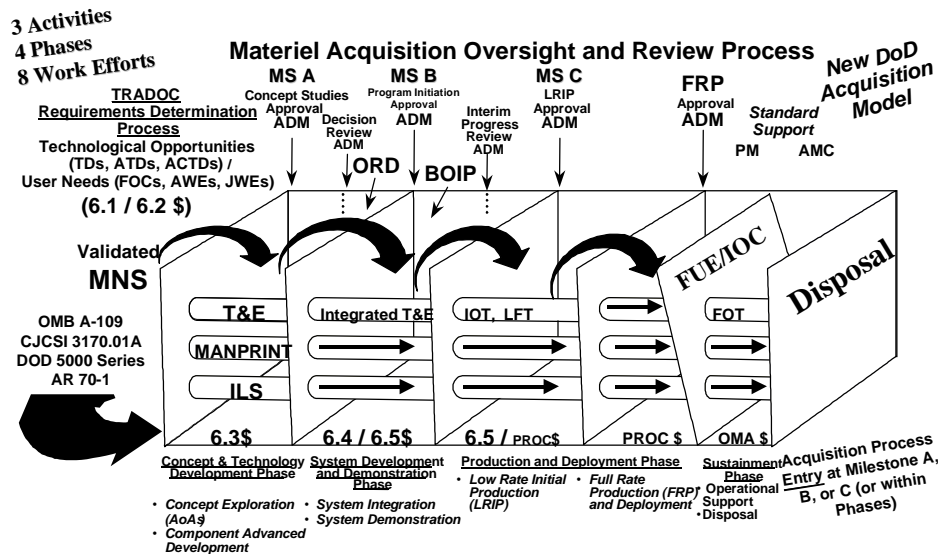 3 Activities
4 Phases
8 Work Efforts
Materiel Acquisition Oversight and Review Process
New DoD
Acquisition
Model
TRADOC
Requirements Determination
Process
Technological Opportunities
(TDs, ATDs, ACTDs) /
User Needs (FOCs, AWEs, JWEs)
(6.1 / 6.2 $)
MS A
Concept Studies
Approval
ADM
Decision
Review
ADM
ORD
MS B
Program Initiation
Approval
ADM
BOIP
Interim
Progress
Review
ADM
MS C
LRIP
Approval
ADM
FRP
Approval
ADM
Standard
Support
PM AMC
Validated
MNS
OMB A-109
CJCSI 3170.01A
DOD 5000 Series
AR 70-1
FUE/IOC
Disposal
T&E
Integrated T&E
IOT, LFT
FOT
MANPRINT
ILS
6.3$
6.4 / 6.5$
6.5 / PROC$
PROC $
OMA $
Concept & Technology
Development Phase
• Concept Exploration
(AoAs)
• Component Advanced
Development
System Development
and Demonstration
Phase
• System Integration
• System Demonstration
Production and Deployment Phase
• Low Rate Initial
Production
(LRIP)
• Full Rate
Production (FRP)
and Deployment
Sustainment
Phase
• Operational
Support
•Disposal
Acquisition Process
Entry at Milestone A,
B, or C (or within
Phases)